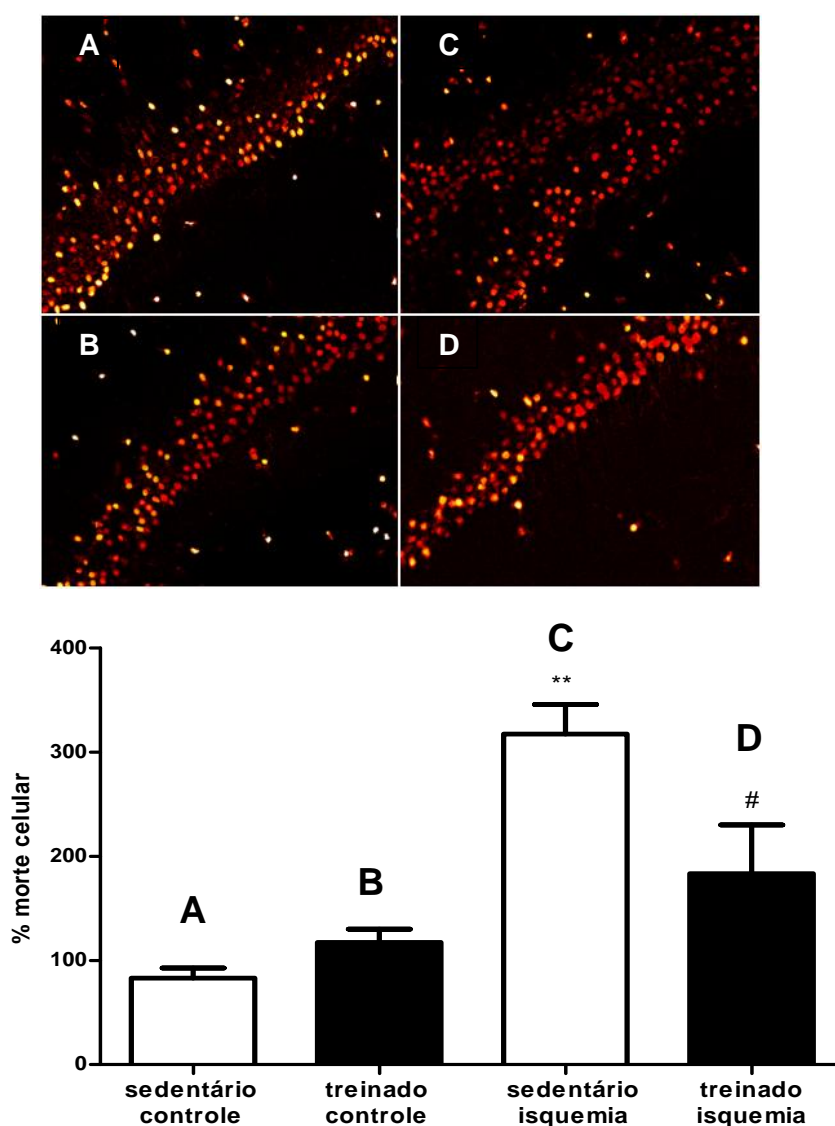 A
C
B
D
400
300
200
100
0
% morte celular
A
B
C
**
D
#
sedentário controle
treinado controle
sedentário isquemia
treinado isquemia